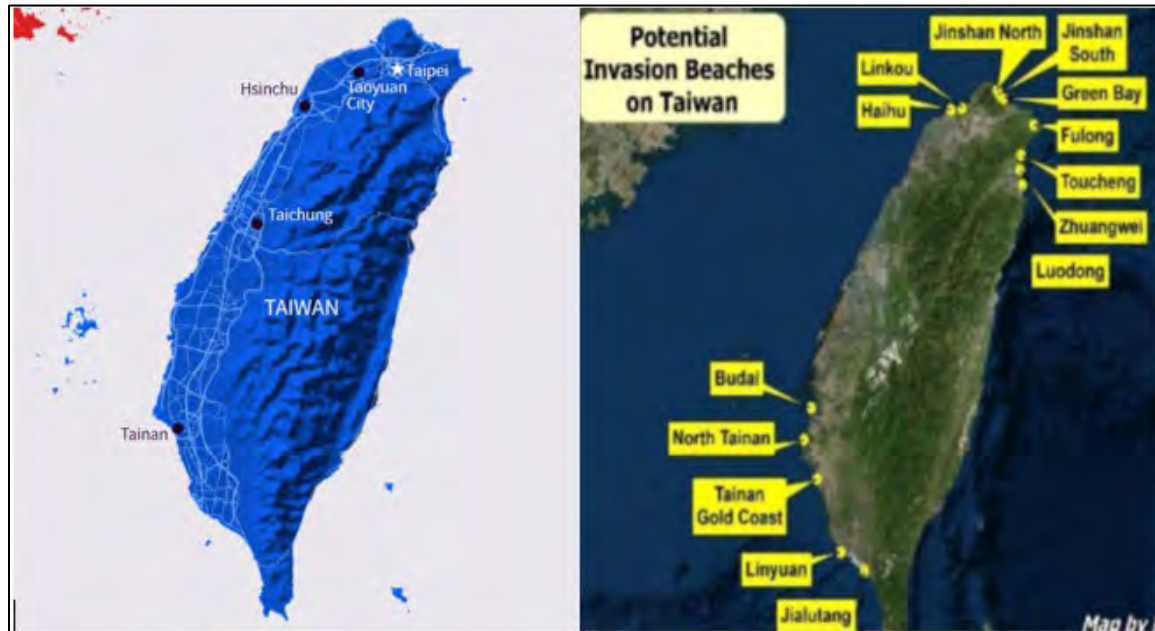 Taipei
Taoyuan
City
Hsinchu
Taichung
TAIWAN
Tainan
Potential
Invasion Beaches
on Taiwan
Jinshan North
Jinshan
South
Linkou
Green Bay
Haihu
Fulong
Toucheng
Zhuangwei
Luodong
Budai
North Tainan
Tainan
Gold Coast
Linyuan
Jialutang
Map by